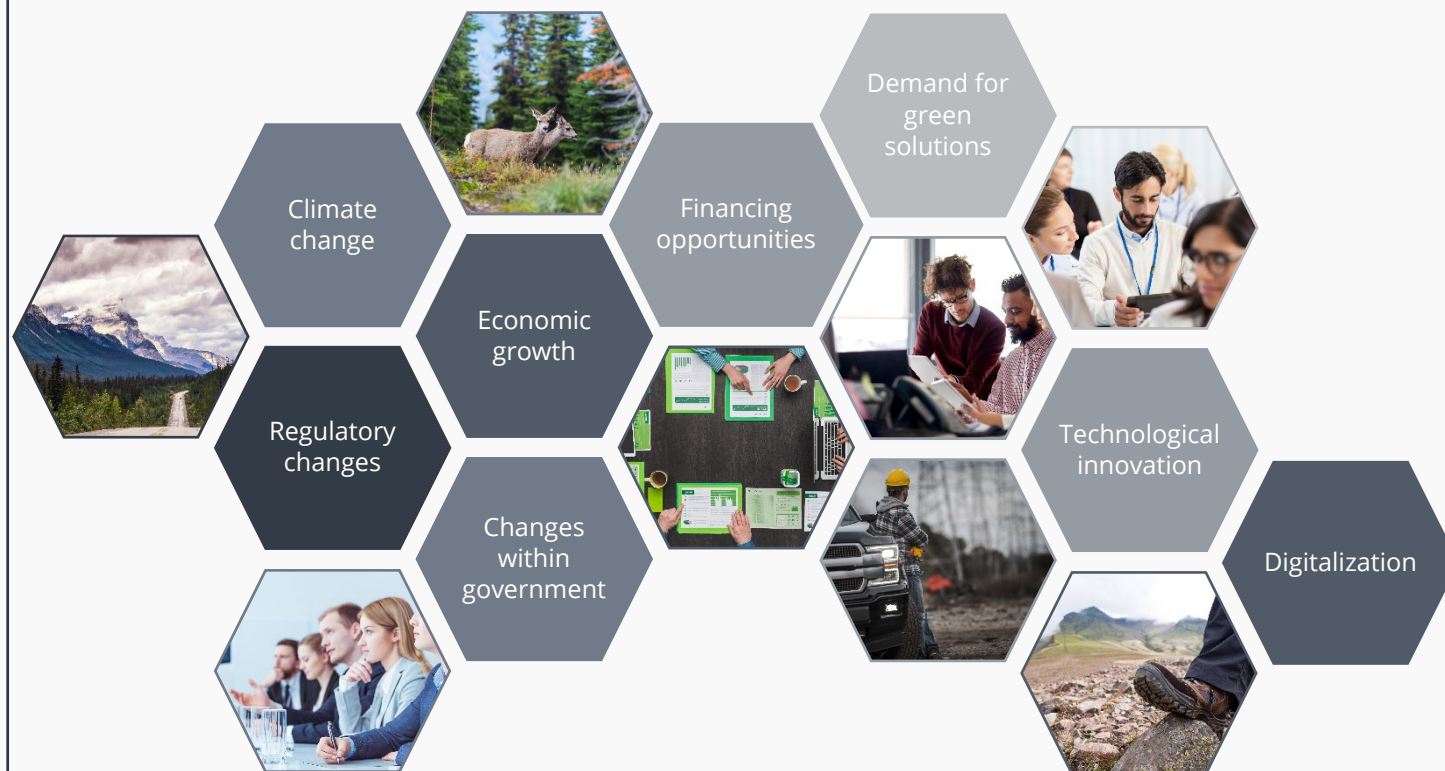 Demand for
green
solutions
Climate
change
Financing
opportunities
Economic
growth
Regulatory
changes
Technological
innovation
Changes
within
government
Digitalization